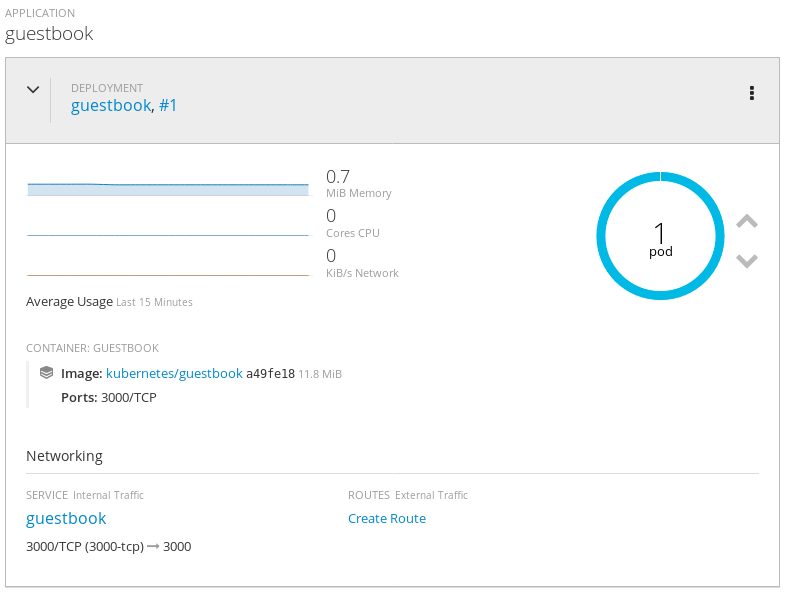 APPLICATION
guestbook
DEPLOYMENT
guestbook, #1
0.7
MiB Memory
0
Cores CPU
0
KiB/s Network
1
pod
Average Usage Last 15 Minutes
CONTAINER: GUESTBOOK
Image: kubernetes/guestbook a49fe18 11.8 MiB
Ports: 3000/TCP
Networking
SERVICE Internal Traffic
guestbook
3000/TCP (3000-tcp) → 3000
ROUTES External Traffic
Create Route